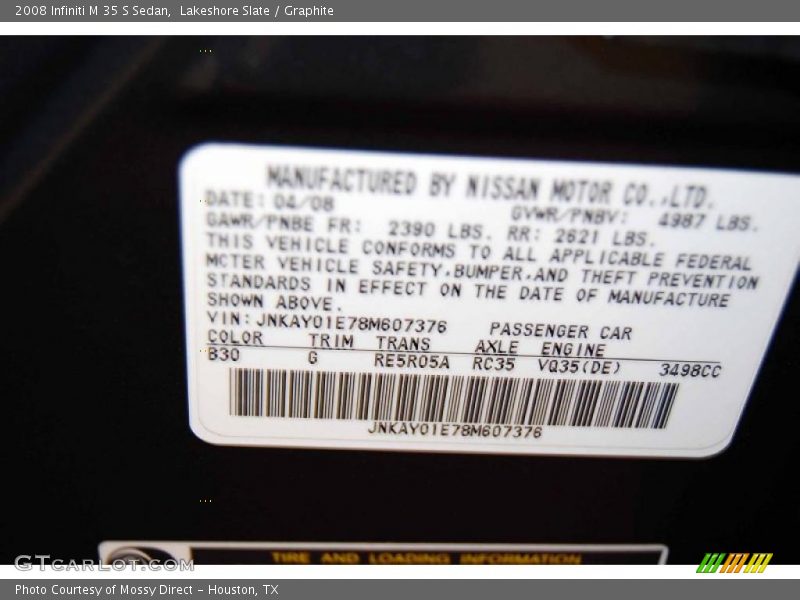 2008 Infiniti M 35 S Sedan,  Lakeshore Slate / Graphite
MANUFACTURED BY NISSAN MOTOR CO.,LTD.
DATE: 04/08 GVWR/PNBV: 4987 LBS.
GAWR/PNBE FR: 2390 LBS. RR: 2621 LBS.
THIS VEHICLE CONFORMS TO ALL APPLICABLE FEDERAL
MOTOR VEHICLE SAFETY,BUMPER,AND THEFT PREVENTION
STANDARDS IN EFFECT ON THE DATE OF MANUFACTURE
SHOWN ABOVE.
VIN: JNKAY01E78M607376 PASSENGER CAR
COLOR TRIM TRANS AXLE ENGINE
B30 G RE5R05A RC35 VQ35(DE) 3498CC
JNKAY01E78M607376
TIRE AND LOADING INFORMATION
GTCARLOT.COM
Photo Courtesy of Mossy Direct - Houston, TX